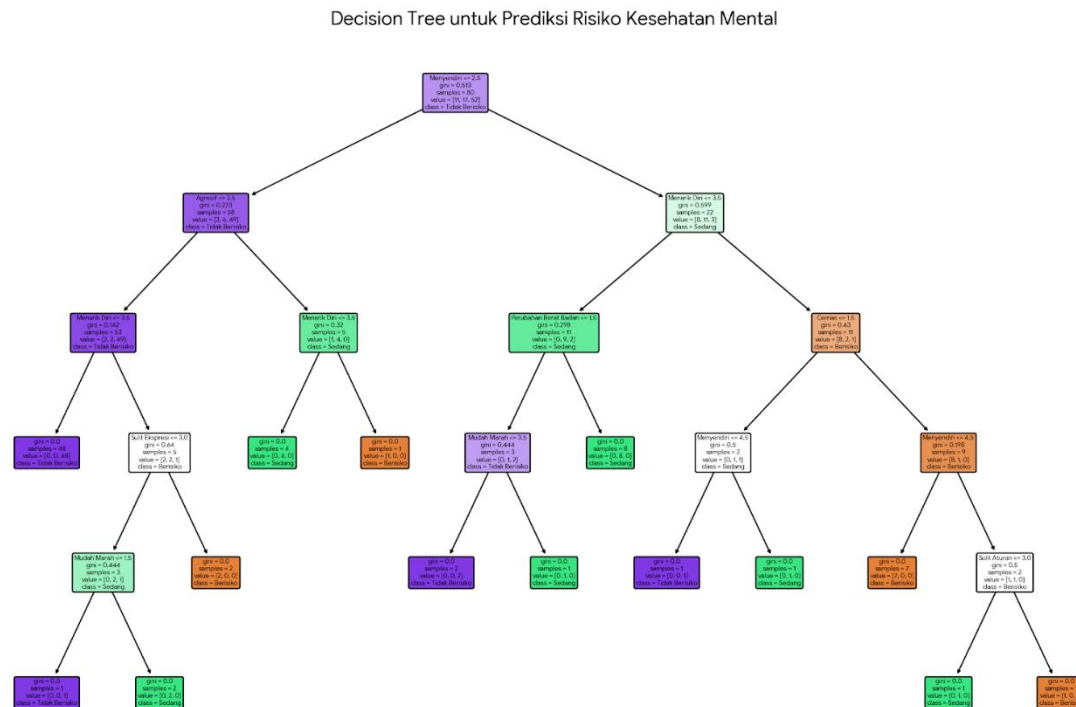 Decision Tree untuk Prediksi Risiko Kesehatan Mental
Menyendiri <= 2.5
gini = 0.513
samples = 80
value = [11, 17, 52]
class = Tidak Berisiko
Agresif <= 2.5
gini = 0.273
samples = 58
value = [3, 6, 49]
class = Tidak Berisiko
Menarik Diri <= 3.5
gini = 0.599
samples = 22
value = [8, 11, 3]
class = Sedang
Menarik Diri <= 3.5
gini = 0.142
samples = 53
value = [2, 2, 49]
class = Tidak Berisiko
Menarik Diri <= 3.5
gini = 0.32
samples = 5
value = [1, 4, 0]
class = Sedang
Perubahan Berat Badan <= 1.5
gini = 0.298
samples = 11
value = [0, 9, 2]
class = Sedang
Cemas <= 1.5
gini = 0.43
samples = 11
value = [8, 2, 1]
class = Berisiko
gini = 0.0
samples = 48
value = [0, 0, 48]
class = Tidak Berisiko
Sulit Ekspresi <= 3.0
gini = 0.64
samples = 5
value = [2, 2, 1]
class = Berisiko
gini = 0.0
samples = 4
value = [0, 4, 0]
class = Sedang
gini = 0.0
samples = 1
value = [1, 0, 0]
class = Berisiko
Mudah Marah <= 3.5
gini = 0.444
samples = 3
value = [0, 1, 2]
class = Tidak Berisiko
gini = 0.0
samples = 8
value = [0, 8, 0]
class = Sedang
Menyendiri <= 4.5
gini = 0.5
samples = 2
value = [0, 1, 1]
class = Sedang
Menyendiri <= 4.5
gini = 0.198
samples = 9
value = [8, 1, 0]
class = Berisiko
Mudah Marah <= 1.5
gini = 0.444
samples = 3
value = [0, 2, 1]
class = Sedang
gini = 0.0
samples = 2
value = [2, 0, 0]
class = Berisiko
gini = 0.0
samples = 2
value = [0, 0, 2]
class = Tidak Berisiko
gini = 0.0
samples = 1
value = [0, 1, 0]
class = Sedang
gini = 0.0
samples = 1
value = [0, 0, 1]
class = Tidak Berisiko
gini = 0.0
samples = 1
value = [0, 1, 0]
class = Sedang
gini = 0.0
samples = 7
value = [7, 0, 0]
class = Berisiko
Sulit Aturan <= 3.0
gini = 0.5
samples = 2
value = [1, 1, 0]
class = Berisiko
gini = 0.0
samples = 1
value = [0, 0, 1]
class = Tidak Berisiko
gini = 0.0
samples = 2
value = [0, 2, 0]
class = Sedang
gini = 0.0
samples = 1
value = [0, 1, 0]
class = Sedang
gini = 0.0
samples =
value = [1, 0,
class =